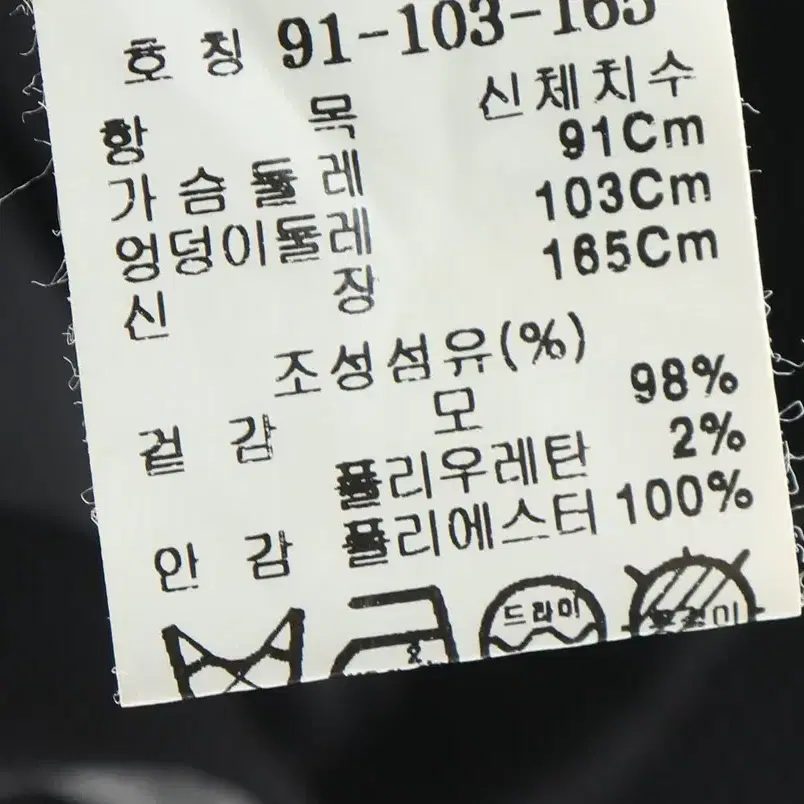 호 칭 91-103-165
항 목 신체치수
가 슴 둘 레 91Cm
엉덩이둘레 103Cm
신 장 165Cm
조성섬유(%)
겉 감 모 98%
폴리우레탄 2%
안 감 폴리에스터 100%
드라이